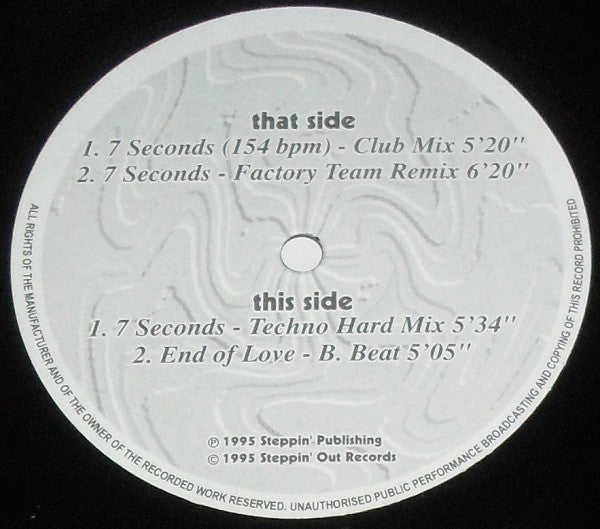 that side
1. 7 Seconds (154 bpm) - Club Mix 5'20"
2. 7 Seconds - Factory Team Remix 6'20"
this side
1. 7 Seconds - Techno Hard Mix 5'34"
2. End of Love - B. Beat 5'05"
℗ 1995 Steppin' Publishing
© 1995 Steppin' Out Records
ALL RIGHTS OF THE MANUFACTURER AND OF THE OWNER OF THE RECORDED WORK RESERVED. UNAUTHORISED PUBLIC PERFORMANCE BROADCASTING AND COPYING OF THIS RECORD PROHIBITED